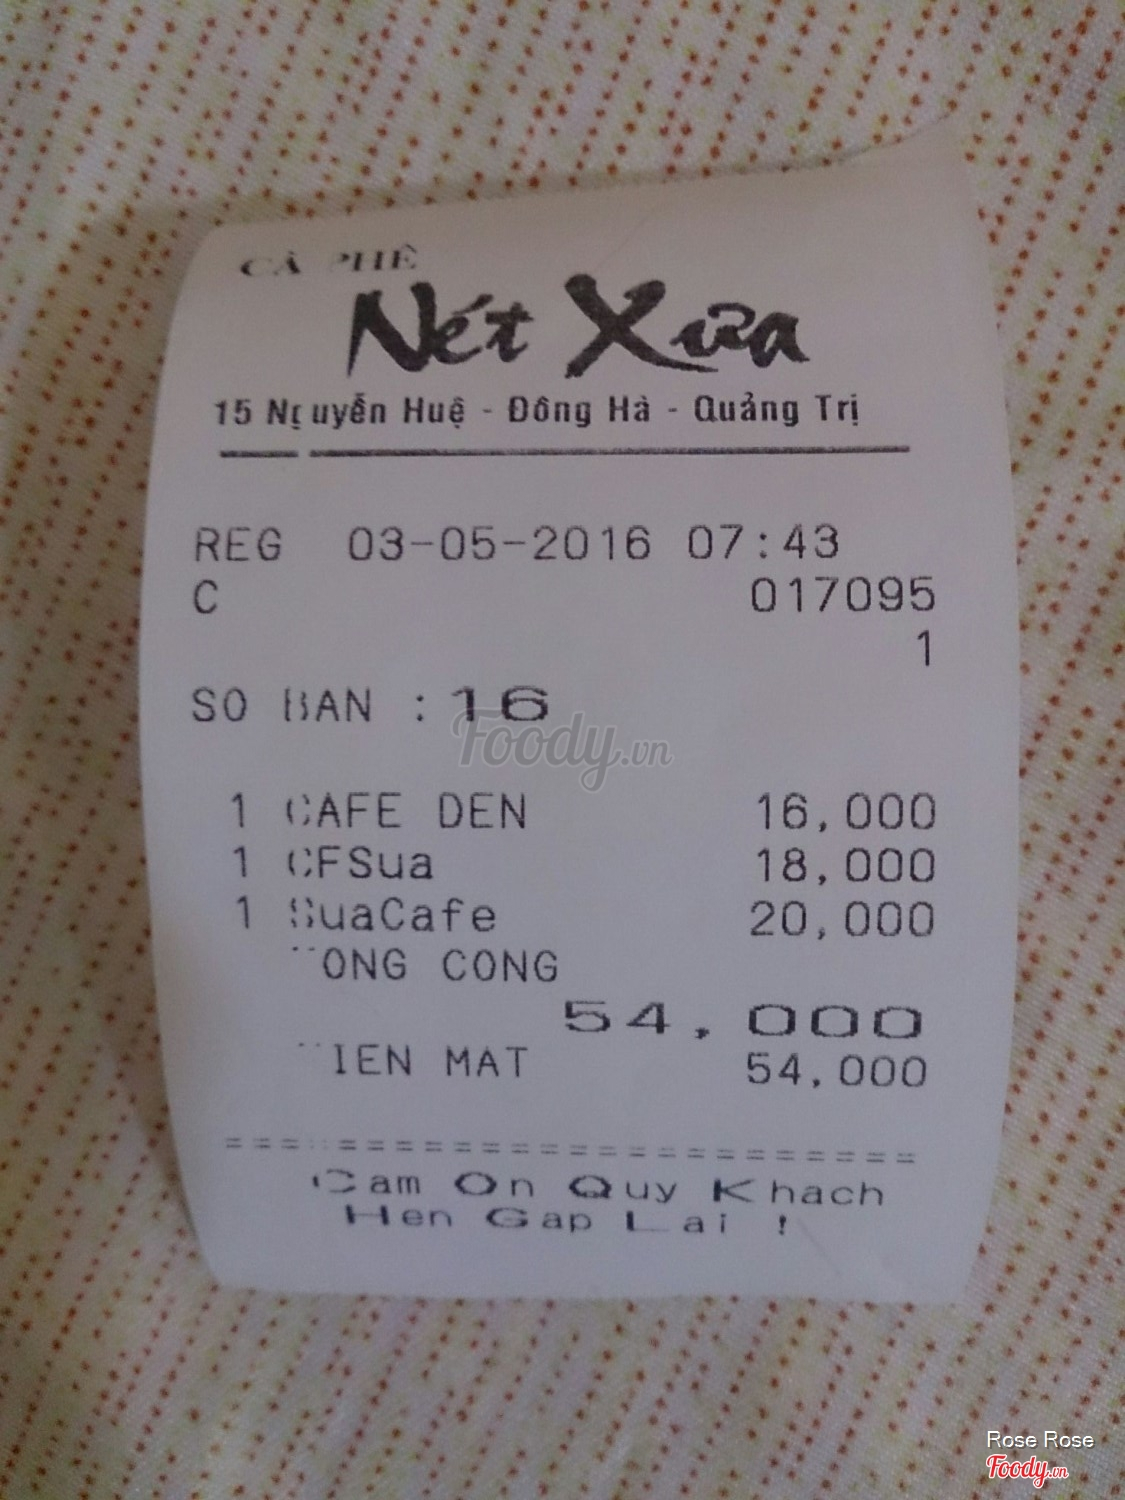 CÀ PHÊ
Nét Xưa
15 Nguyễn Huệ - Đông Hà - Quảng Trị
REG 03-05-2016 07:43
C 017095
1
SO BAN : 16
Foody.vn
1 CAFE DEN 16,000
1 CFSua 18,000
1 SuaCafe 20,000
TONG CONG
54,000
TIEN MAT 54,000
============================
Cam On Quy Khach
Hen Gap Lai !
Rose Rose
Foody.vn